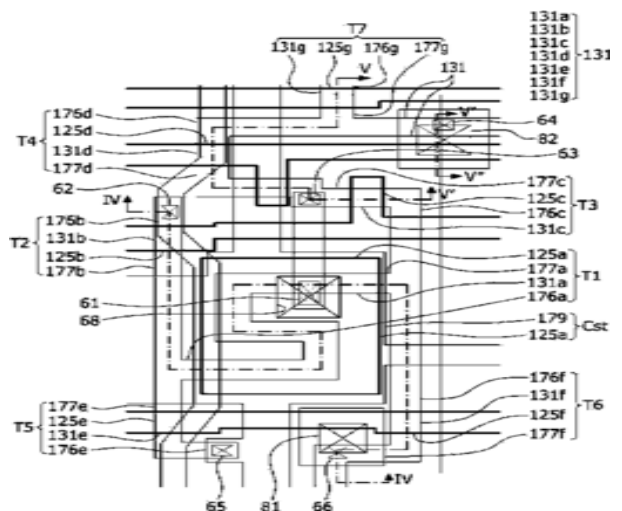 T7
131g 125g 176g 177g
V
131a
131b
131c
131d
131e
131f
131g
131
131
176d
125d
131d
177d
T4
62
IV
V"
64
82
63
V"
V'
177c
125c
176c
131c
T3
176b
131b
125b
177b
T2
125a
177a
131a
176a
T1
61
68
179
125a
Cst
177e
125e
131e
176e
T5
176f
131f
125f
177f
T6
65
81
66
IV